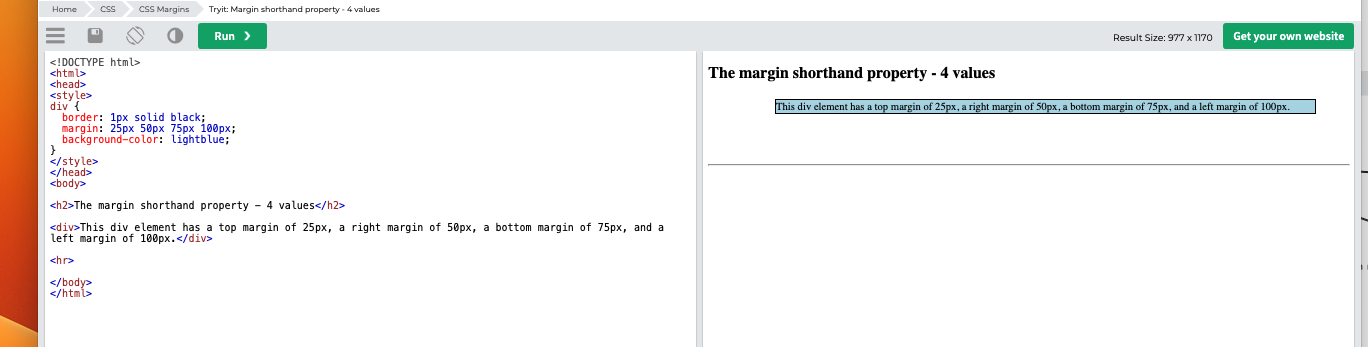 Home CSS CSS Margins Tryit: Margin shorthand property - 4 values
Run ❯
Result Size: 977 x 1170
Get your own website
<!DOCTYPE html>
<html>
<head>
<style>
div {
  border: 1px solid black;
  margin: 25px 50px 75px 100px;
  background-color: lightblue;
}
</style>
</head>
<body>
<h2>The margin shorthand property - 4 values</h2>
<div>This div element has a top margin of 25px, a right margin of 50px, a bottom margin of 75px, and a
left margin of 100px.</div>
<hr>
</body>
</html>
The margin shorthand property - 4 values
This div element has a top margin of 25px, a right margin of 50px, a bottom margin of 75px, and a left margin of 100px.